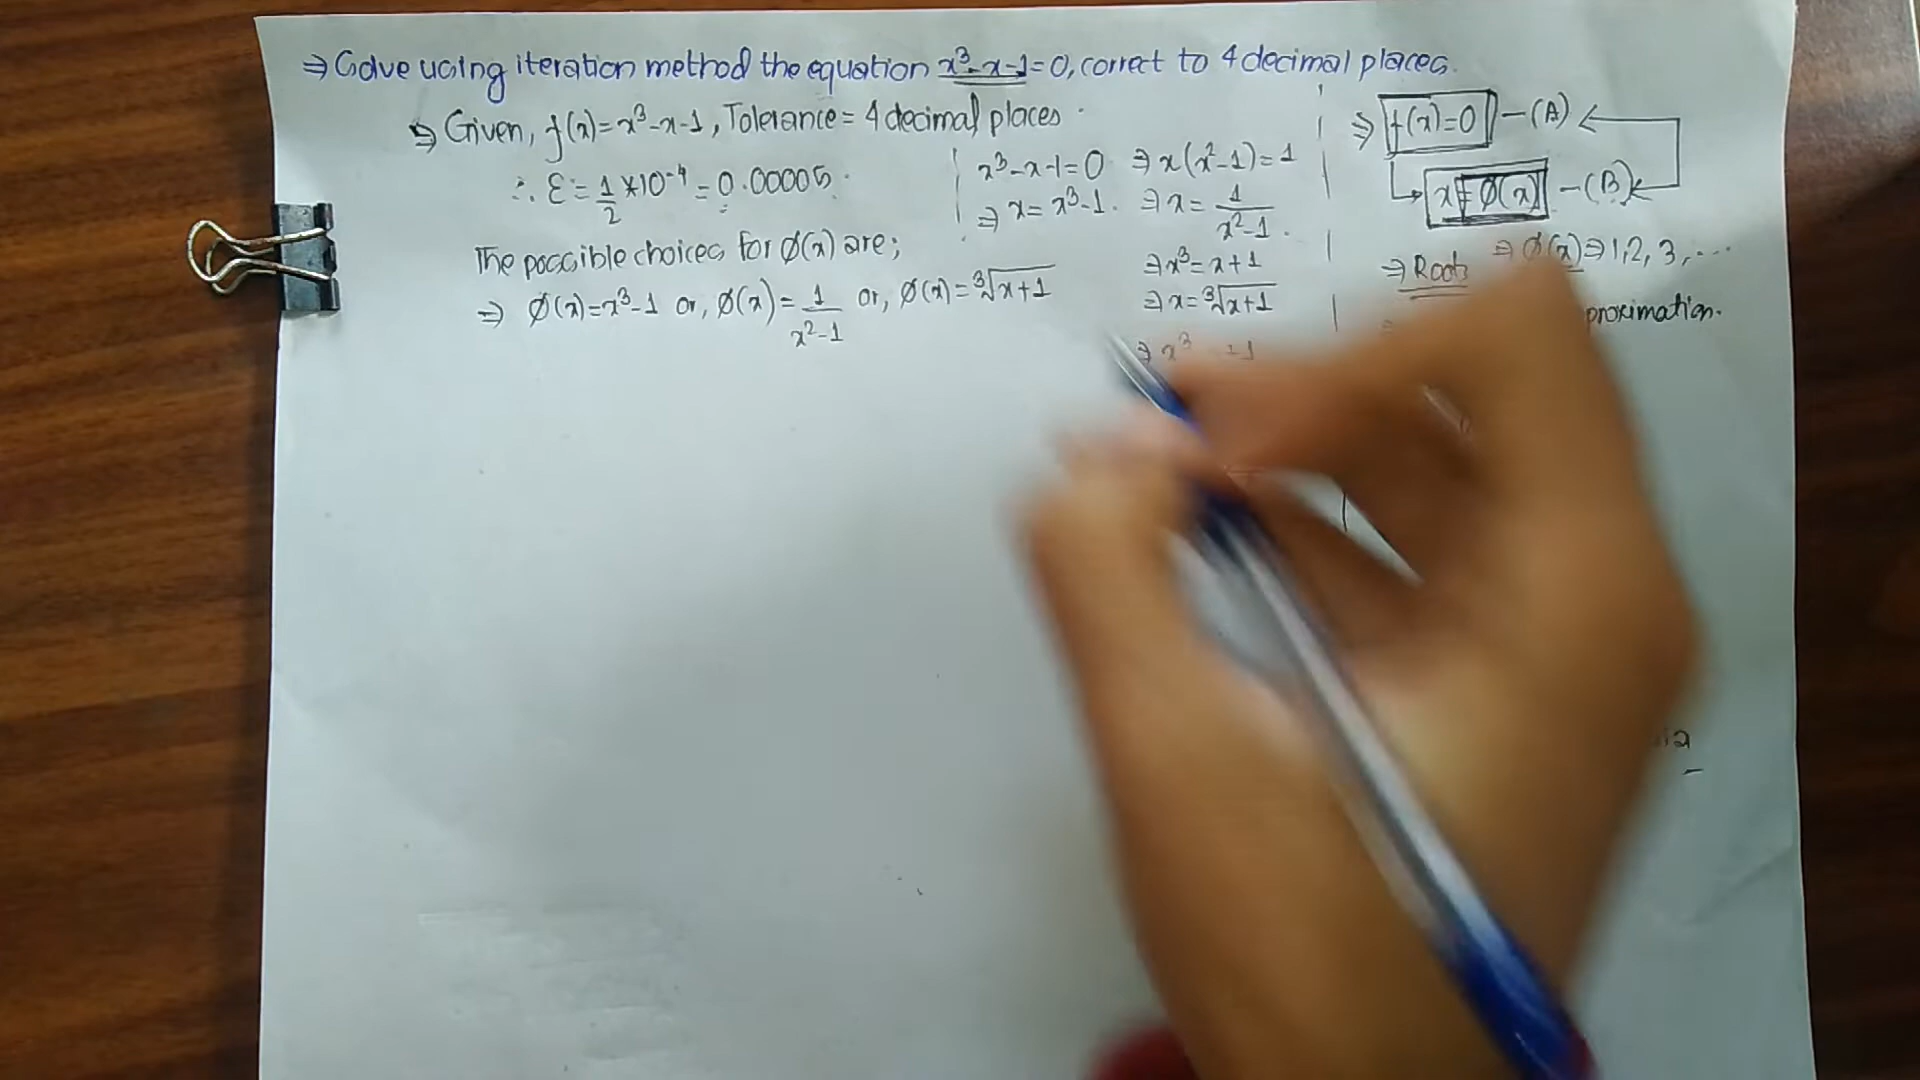 ⇒ Solve using iteration method the equation x³-x-1=0, correct to 4 decimal places.
⇒ Given, f(x)=x³-x-1, Tolerance = 4 decimal places
∴ ε = 1/2 *10⁻⁴ = 0.00005
The possible choices for Ø(x) are;
⇒ Ø(x)=x³-1 or, Ø(x)=1/(x²-1) or, Ø(x)=∛(x+1)
x³-x-1=0 ⇒ x(x²-1)=1
⇒ x=x³-1. ⇒ x=1/(x²-1).
⇒ x³=x+1
⇒ x=∛(x+1)
⇒ f(x)=0 -(A)
x=Ø(x) -(B)
⇒ Roots ⇒ Ø(x) ⇒ 1,2,3,...
proximation.